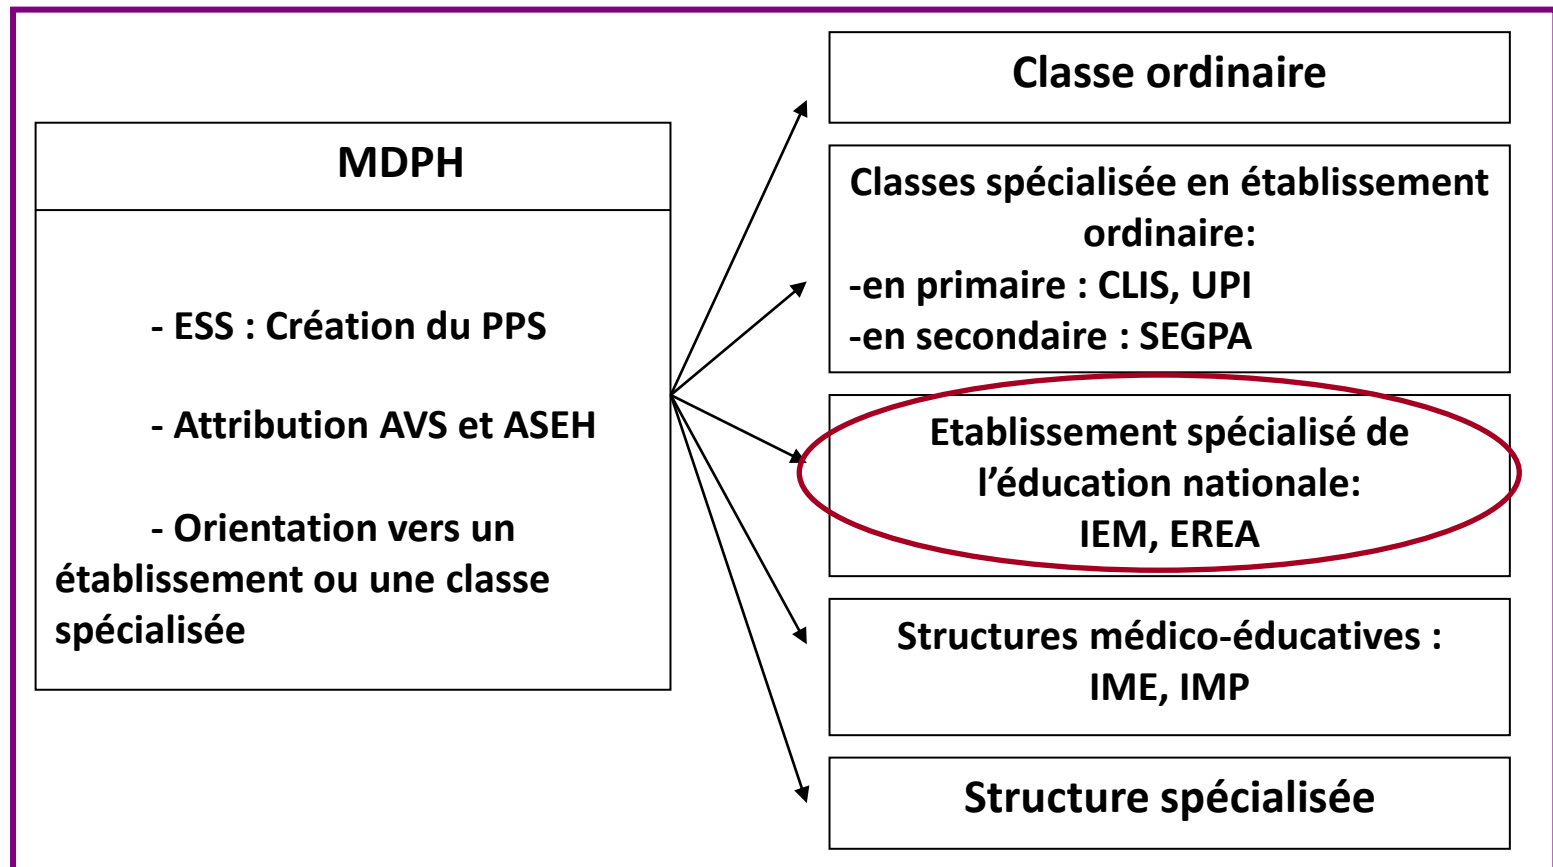 MDPH
- ESS : Création du PPS
- Attribution AVS et ASEH
- Orientation vers un
établissement ou une classe
spécialisée
Classe ordinaire
Classes spécialisée en établissement
ordinaire:
-en primaire : CLIS, UPI
-en secondaire : SEGPA
Etablissement spécialisé de
l’éducation nationale:
IEM, EREA
Structures médico-éducatives :
IME, IMP
Structure spécialisée